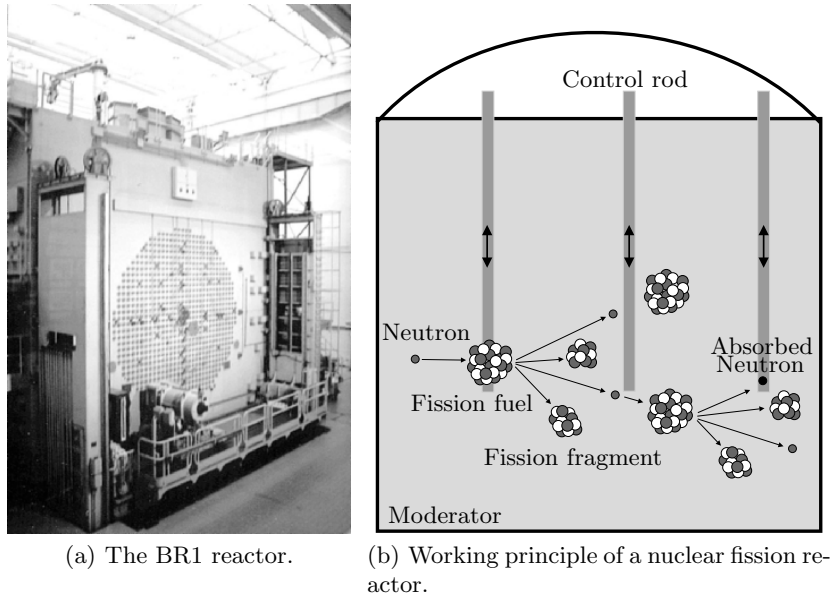 Control rod
Neutron
Absorbed
Neutron
Fission fuel
Fission fragment
Moderator
(a) The BR1 reactor.
(b) Working principle of a nuclear fission re-
actor.